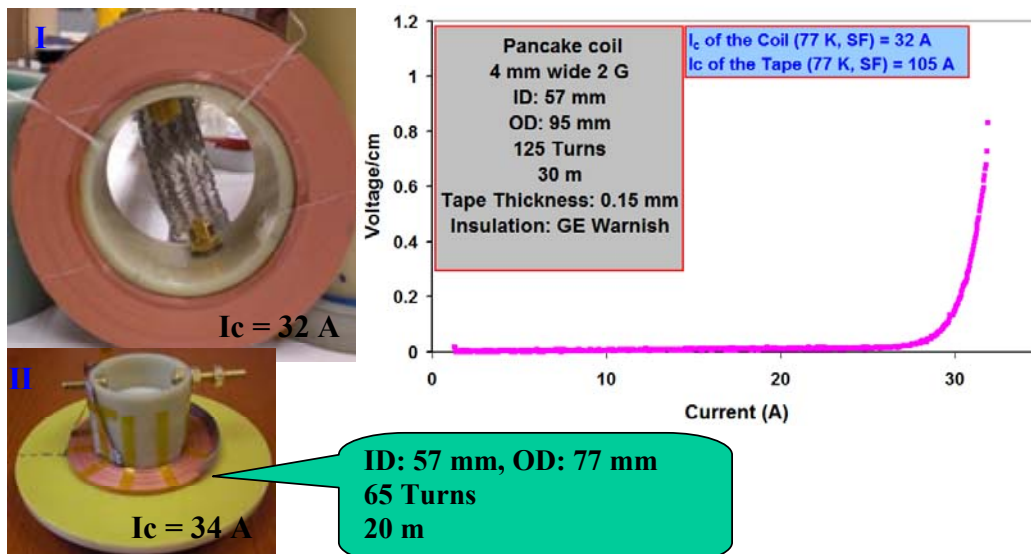 I
Ic = 32 A
II
Ic = 34 A
Pancake coil
4 mm wide 2 G
ID: 57 mm
OD: 95 mm
125 Turns
30 m
Tape Thickness: 0.15 mm
Insulation: GE Warnish
Ic of the Coil (77 K, SF) = 32 A
Ic of the Tape (77 K, SF) = 105 A
Voltage/cm
1.2
1
0.8
0.6
0.4
0.2
0
0
10
20
30
Current (A)
ID: 57 mm, OD: 77 mm
65 Turns
20 m